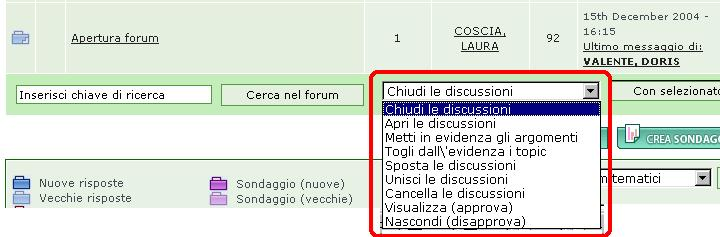 15th December 2004 -
Apertura forum 1 COSCIA, LAURA 92 16:15
Ultimo messaggio di:
VALENTE, DORIS
Inserisci chiave di ricerca Cerca nel forum Chiudi le discussioni Con selezionato
Chiudi le discussioni
Apri le discussioni
Metti in evidenza gli argomenti
Togli dall\'evidenza i topic
Sposta le discussioni
Unisci le discussioni
Cancella le discussioni
Visualizza (approva)
Nascondi (disapprova)
CREA SONDAGG
Nuove risposte Sondaggio (nuove)
Vecchie risposte Sondaggio (vecchie)